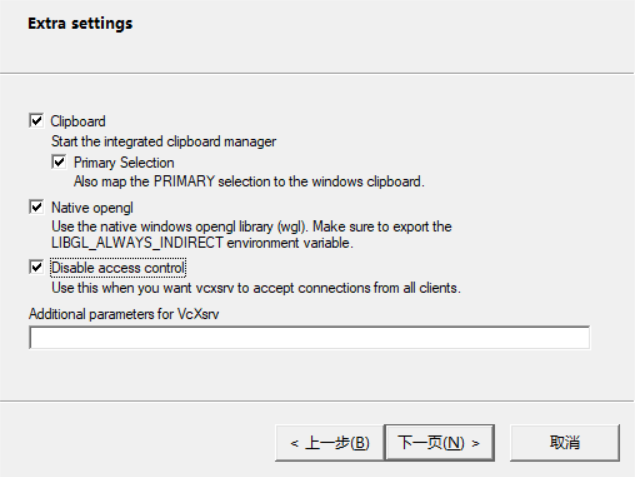 Extra settings
Clipboard
Start the integrated clipboard manager
Primary Selection
Also map the PRIMARY selection to the windows clipboard.
Native opengl
Use the native windows opengl library (wgl). Make sure to export the
LIBGL_ALWAYS_INDIRECT environment variable.
Disable access control
Use this when you want vcxsrv to accept connections from all clients.
Additional parameters for VcXsrv
< 上一步(B) 下一页(N) > 取消